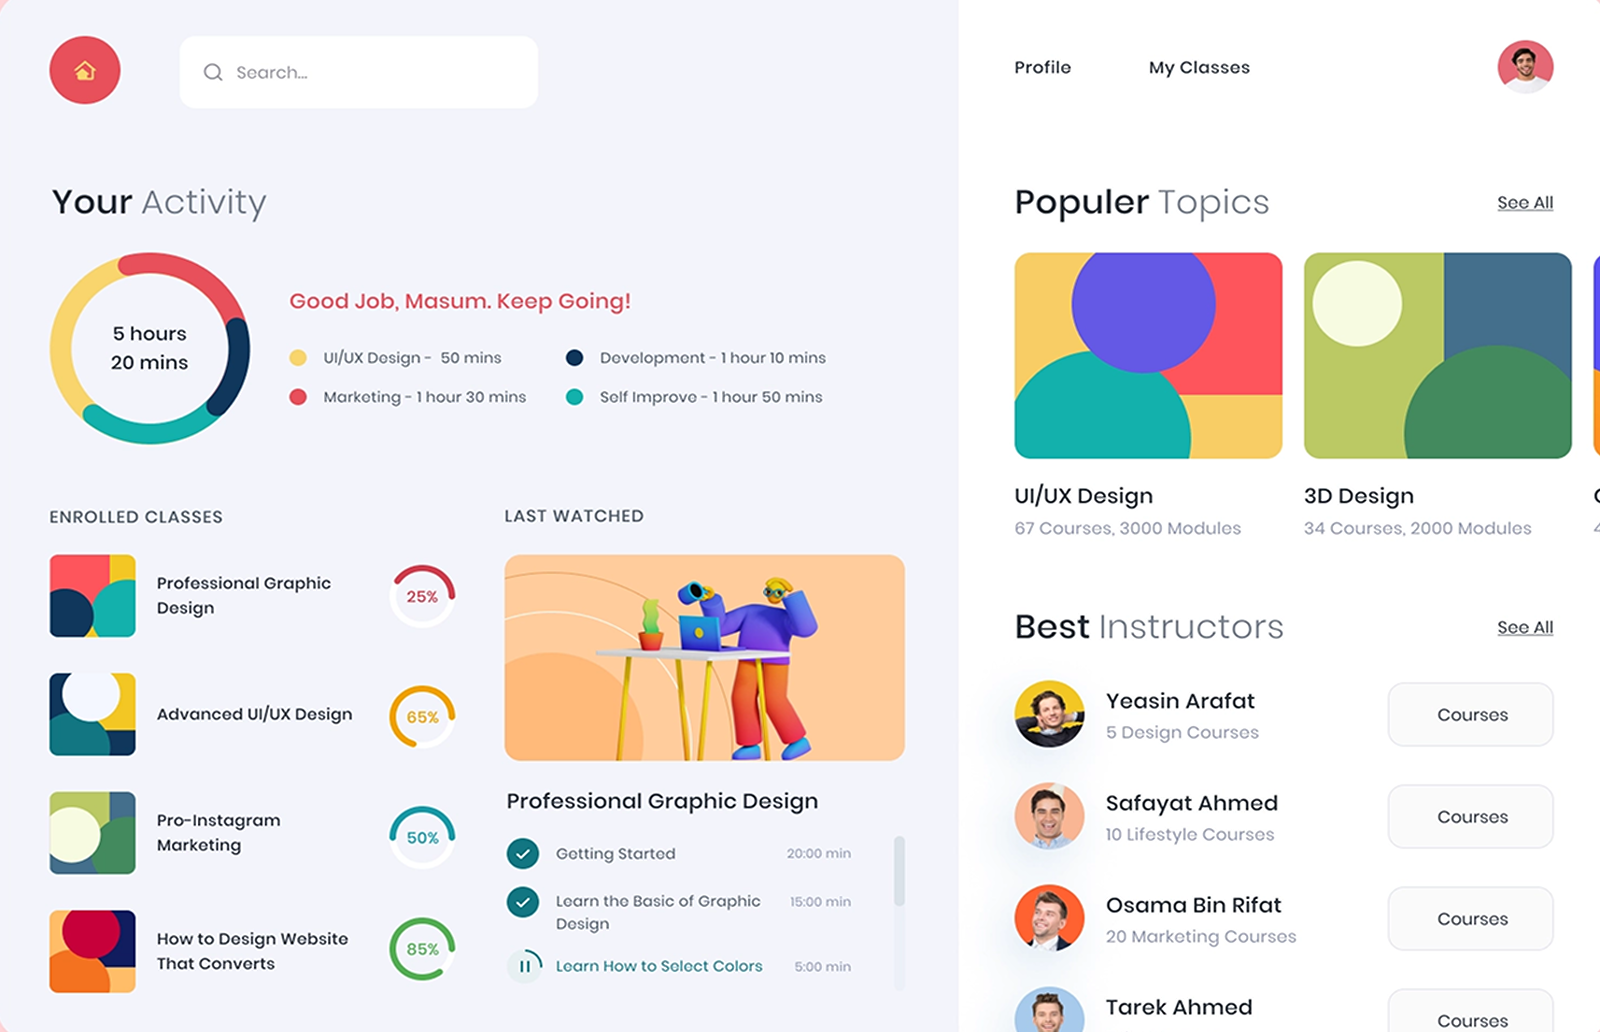 Search...
Profile
My Classes
Your Activity
5 hours
20 mins
Good Job, Masum. Keep Going!
UI/UX Design - 50 mins
Development - 1 hour 10 mins
Marketing - 1 hour 30 mins
Self Improve - 1 hour 50 mins
ENROLLED CLASSES
Professional Graphic
Design
25%
Advanced UI/UX Design
65%
Pro-Instagram
Marketing
50%
How to Design Website
That Converts
85%
LAST WATCHED
Professional Graphic Design
Getting Started
20:00 min
Learn the Basic of Graphic
Design
15:00 min
Learn How to Select Colors
5:00 min
Populer Topics
See All
UI/UX Design
67 Courses, 3000 Modules
3D Design
34 Courses, 2000 Modules
Best Instructors
See All
Yeasin Arafat
5 Design Courses
Courses
Safayat Ahmed
10 Lifestyle Courses
Courses
Osama Bin Rifat
20 Marketing Courses
Courses
Tarek Ahmed
Courses